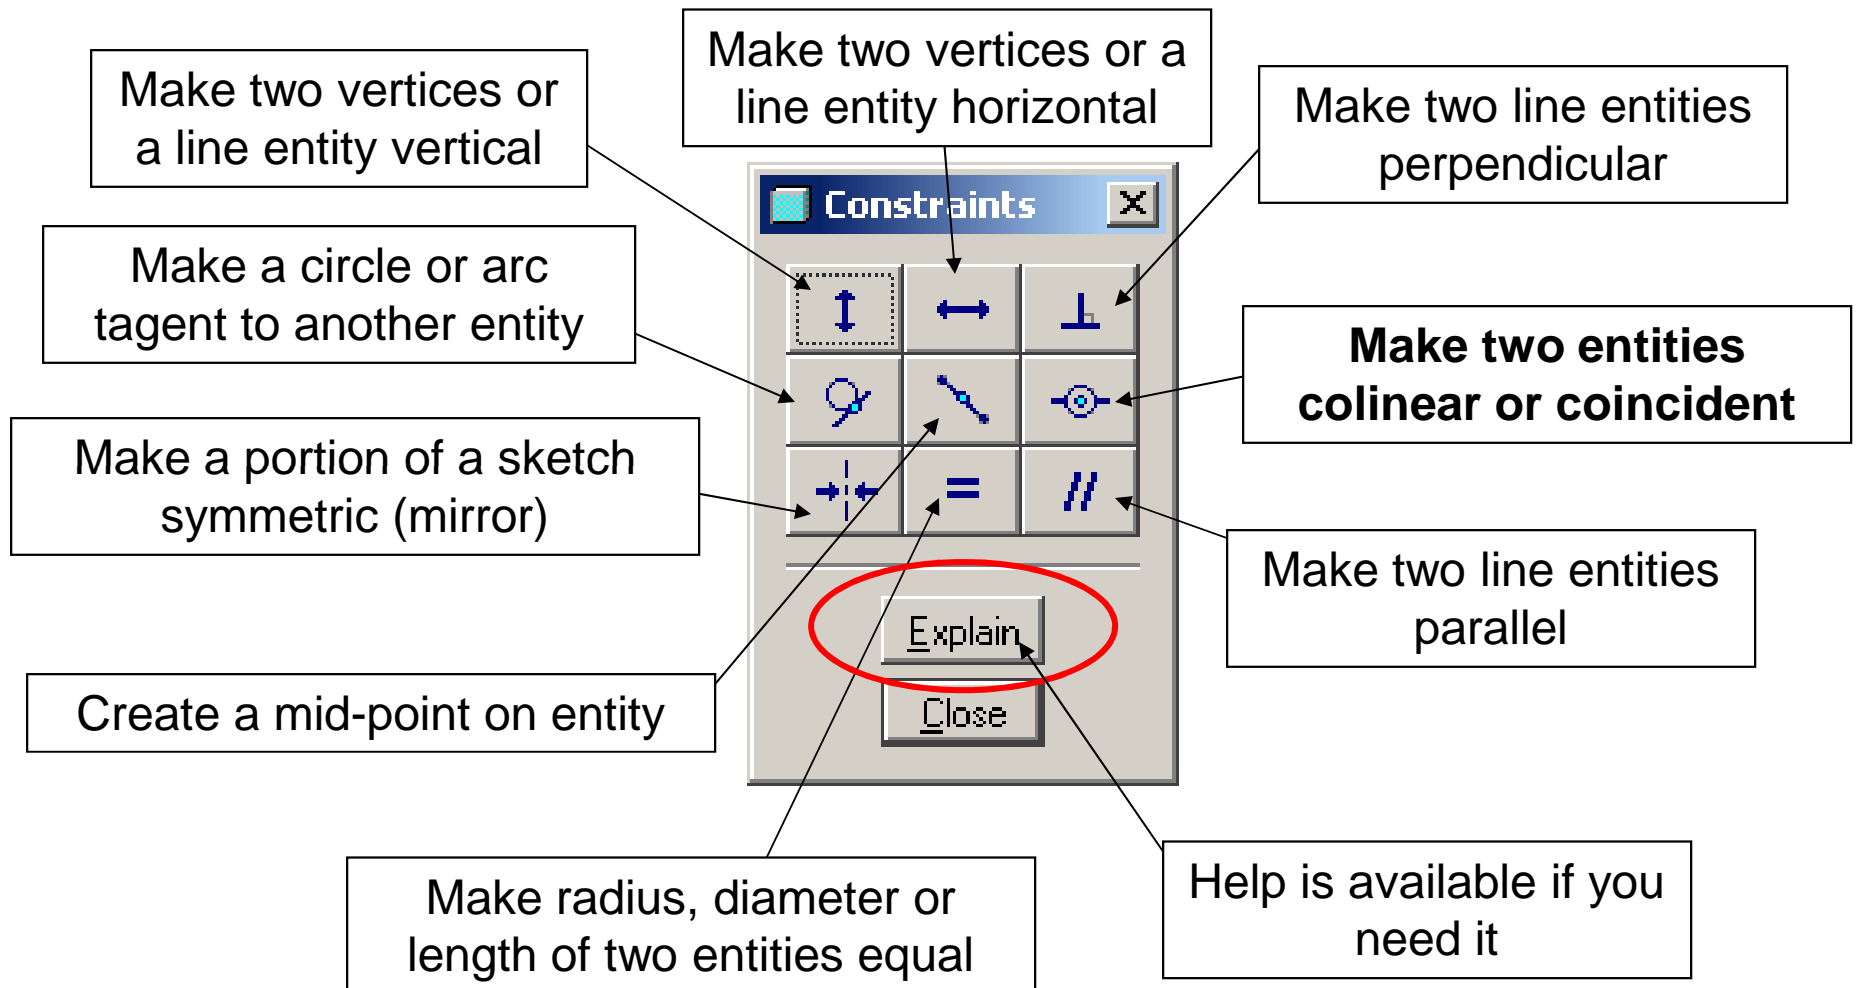 Make two vertices or a
line entity horizontal
Make two vertices or
a line entity vertical
Make two line entities
perpendicular
Constraints
Make a circle or arc
tagent to another entity
Make two entities
colinear or coincident
Make a portion of a sketch
symmetric (mirror)
Make two line entities
parallel
Explain
Create a mid-point on entity
Close
Make radius, diameter or
length of two entities equal
Help is available if you
need it